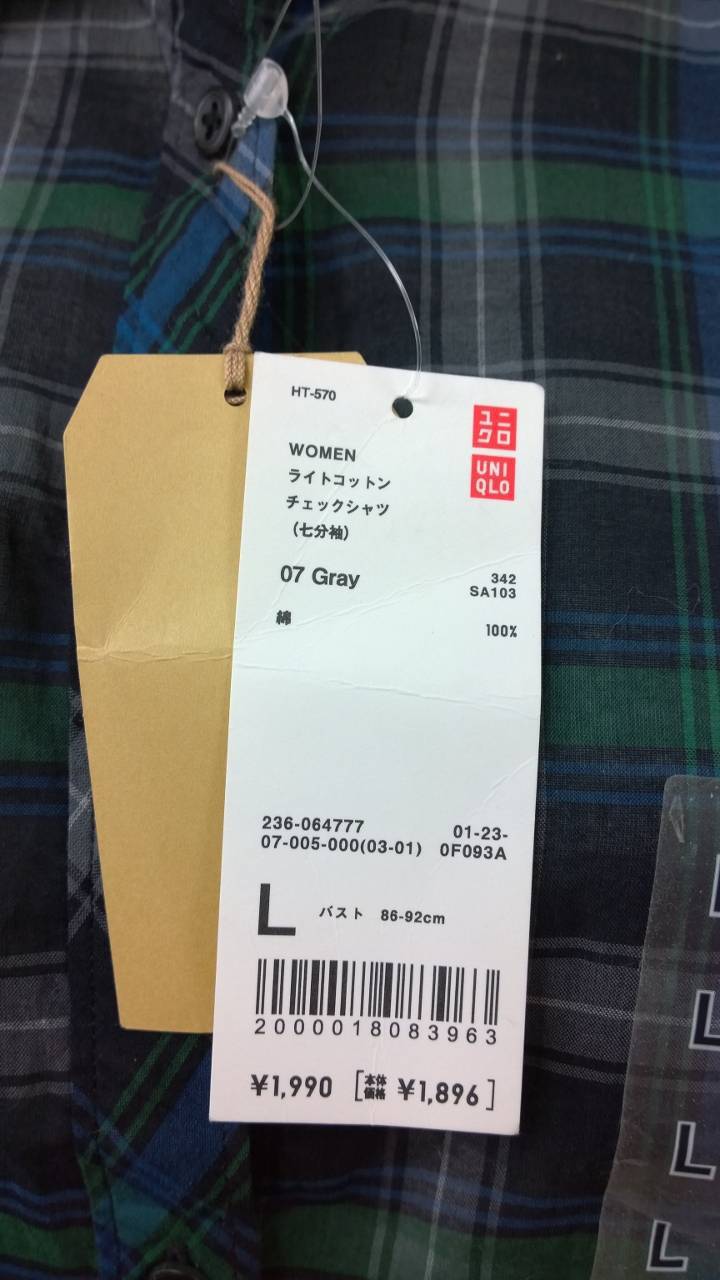 HT-570
ユニ
クロ
UNI
QLO
WOMEN
ライトコットン
チェックシャツ
(七分袖)
07 Gray
342
SA103
綿 100%
236-064777 01-23-
07-005-000(03-01) 0F093A
L バスト 86-92cm
2000018083963
¥1,990 [本体価格 ¥1,896]
L
L
L